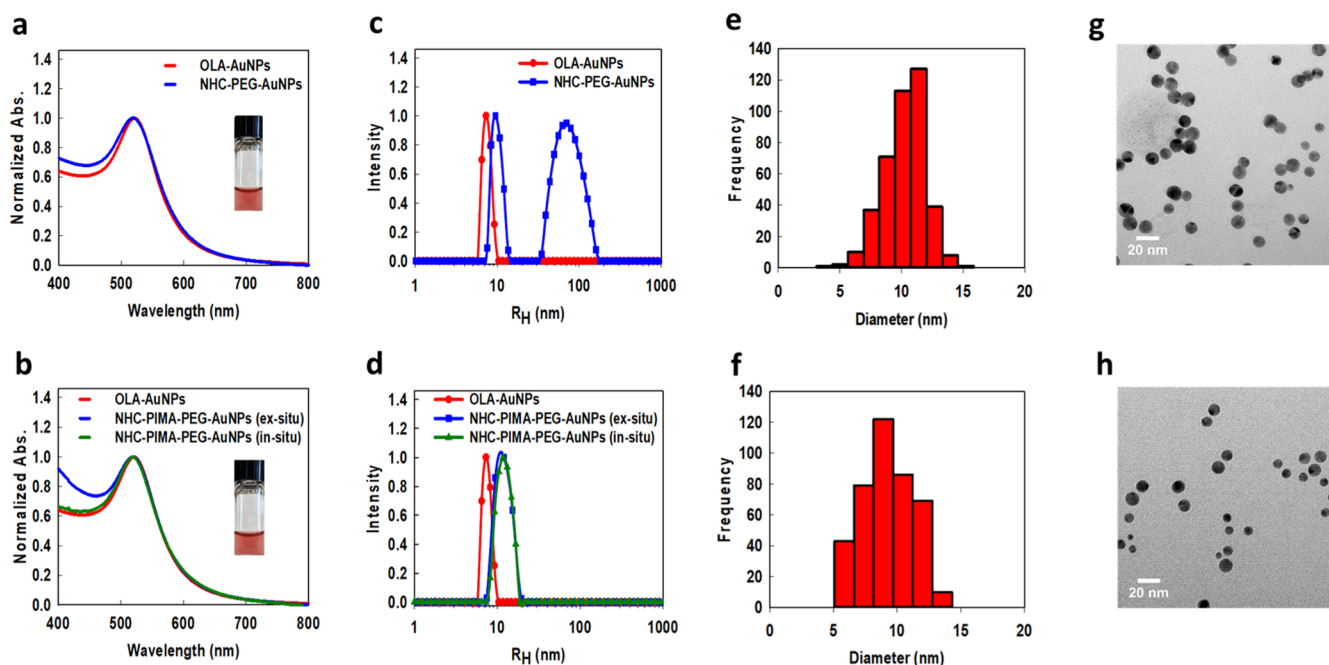 a
OLA-AuNPs
NHC-PEG-AuNPs
1.4
1.2
1.0
0.8
0.6
0.4
0.2
0.0
Normalized Abs.
400 500 600 700 800
Wavelength (nm)
c
OLA-AuNPs
NHC-PEG-AuNPs
1.4
1.2
1.0
0.8
0.6
0.4
0.2
0.0
Intensity
1 10 100 1000
RH (nm)
e
140
120
100
80
60
40
20
0
Frequency
0 5 10 15 20
Diameter (nm)
g
20 nm
b
OLA-AuNPs
NHC-PIMA-PEG-AuNPs (ex-situ)
NHC-PIMA-PEG-AuNPs (in-situ)
1.4
1.2
1.0
0.8
0.6
0.4
0.2
0.0
Normalized Abs.
400 500 600 700 800
Wavelength (nm)
d
OLA-AuNPs
NHC-PIMA-PEG-AuNPs (ex-situ)
NHC-PIMA-PEG-AuNPs (in-situ)
1.4
1.2
1.0
0.8
0.6
0.4
0.2
0.0
Intensity
1 10 100 1000
RH (nm)
f
140
120
100
80
60
40
20
0
Frequency
0 5 10 15 20
Diameter (nm)
h
20 nm